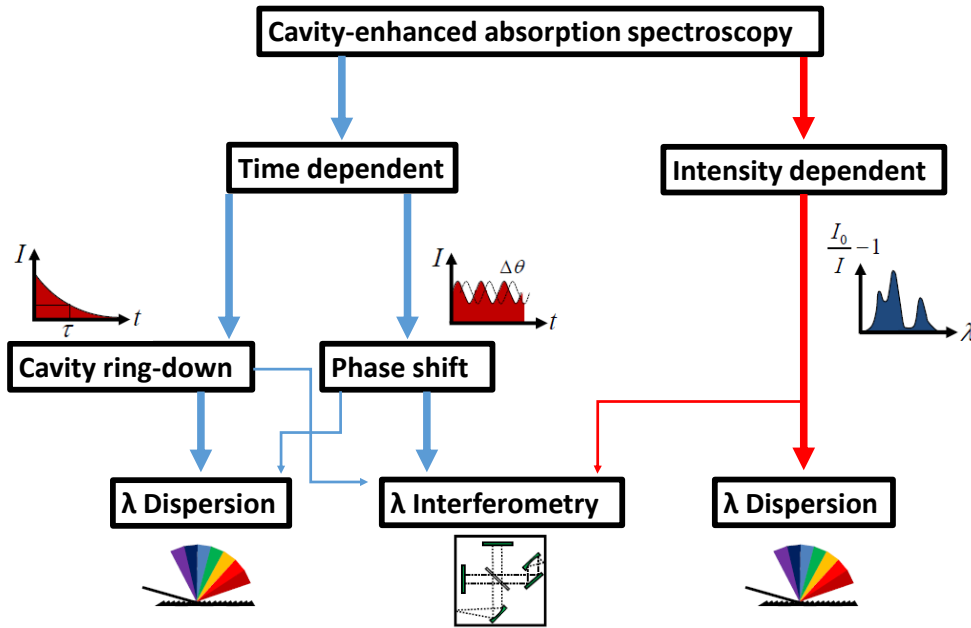 Cavity-enhanced absorption spectroscopy
Time dependent
Intensity dependent
I
τ
t
I
Δθ
t
I₀
I
−1
λ
Cavity ring-down
Phase shift
λ Dispersion
λ Interferometry
λ Dispersion